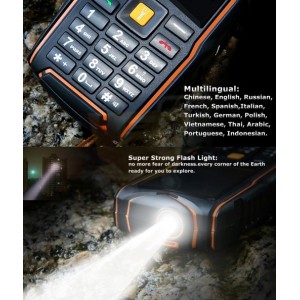 Multilingual:
Chinese, English, Russian,
French, Spanish,Italian,
Turkish, German, Polish,
Vietnamese, Thai, Arabic,
Portuguese, Indonesian.
Super Strong Flash Light:
no more fear of darkness.every corner of the Earth
ready for you to explore.